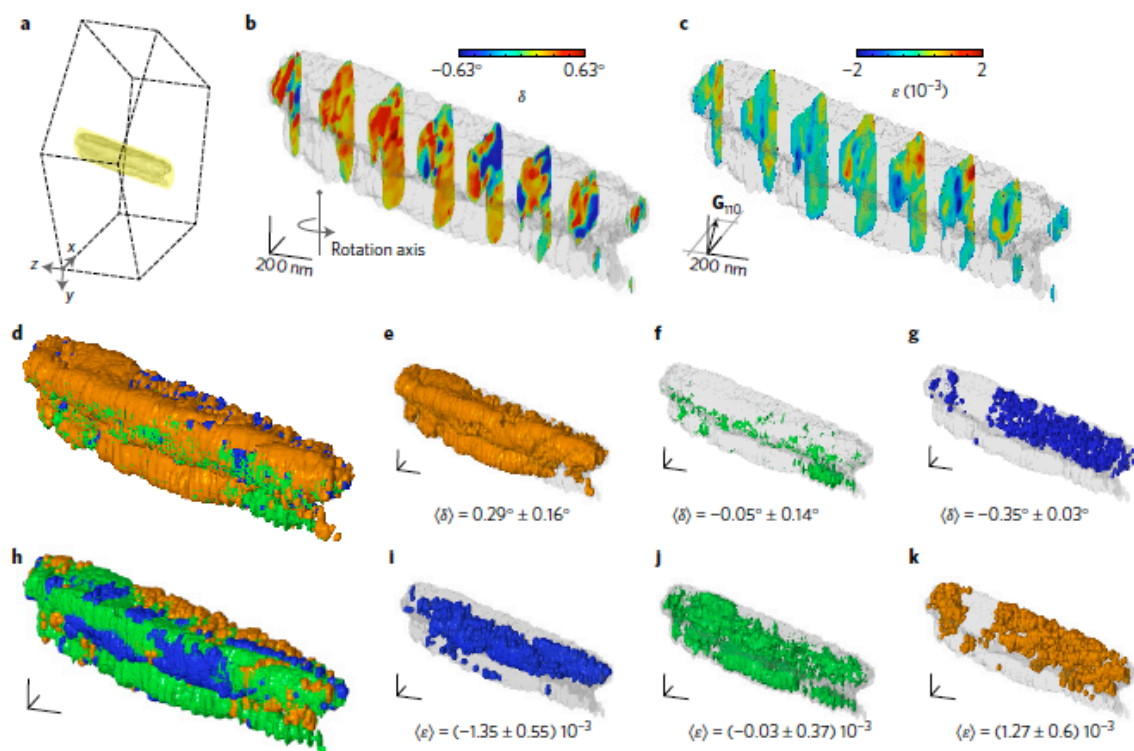 a
z
x
y
b
−0.63° 0.63°
δ
Rotation axis
200 nm
c
−2 2
ε (10⁻³)
G₁₁₀
200 nm
d
e
⟨δ⟩ = 0.29° ± 0.16°
f
⟨δ⟩ = −0.05° ± 0.14°
g
⟨δ⟩ = −0.35° ± 0.03°
h
i
⟨ε⟩ = (−1.35 ± 0.55) 10⁻³
j
⟨ε⟩ = (−0.03 ± 0.37) 10⁻³
k
⟨ε⟩ = (1.27 ± 0.6) 10⁻³